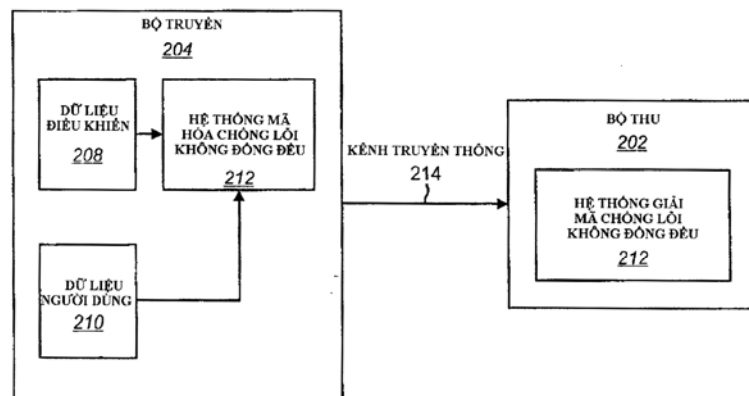 BỘ TRUYỀN
204
DỮ LIỆU
ĐIỀU KHIỂN
208
HỆ THỐNG MÃ
HÓA CHỐNG LỖI
KHÔNG ĐỒNG ĐỀU
212
DỮ LIỆU
NGƯỜI DÙNG
210
KÊNH TRUYỀN THÔNG
214
BỘ THU
202
HỆ THỐNG GIẢI
MÃ CHỐNG LỖI
KHÔNG ĐỒNG ĐỀU
212